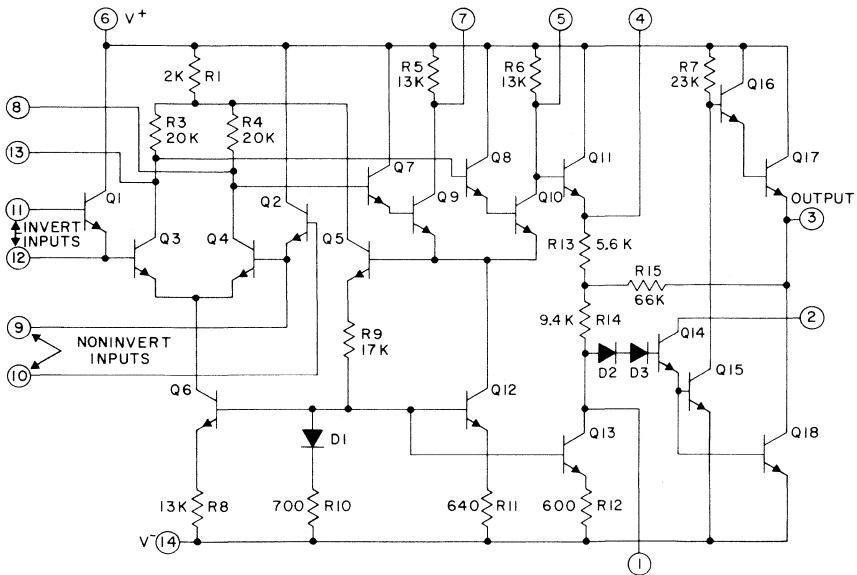 6 V+ 7 5 4
2K R1 R5 13K R6 13K R7 23K Q16
8 R3 20K R4 20K
13 Q7 Q8 Q11 Q17
11 Q1 Q2 Q9 Q10 OUTPUT
INVERT INPUTS Q3 Q4 Q5 3
12 R13 5.6K
R15 66K
9 NONINVERT INPUTS R9 17K 9.4K R14 Q14 2
10 D2 D3 Q15
Q6 Q12
D1 Q13 Q18
13K R8 700 R10 640 R11 600 R12
V- 14
1